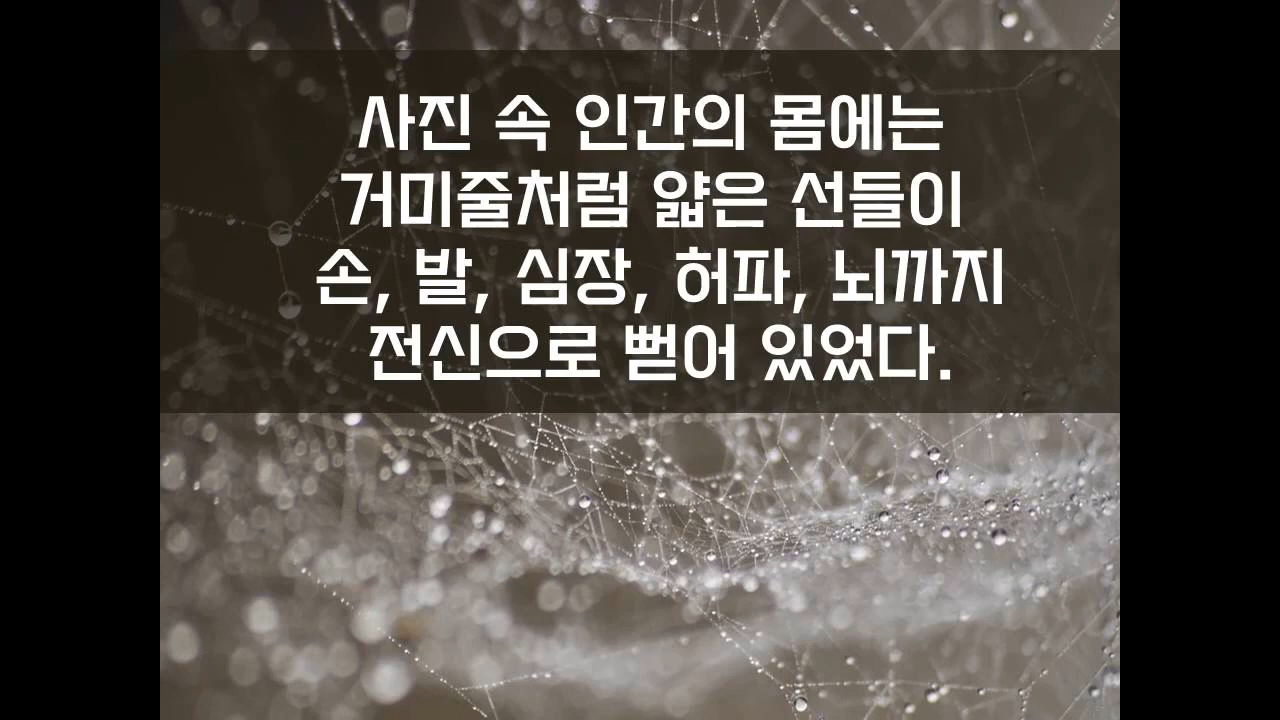 사진 속 인간의 몸에는
거미줄처럼 얇은 선들이
손, 발, 심장, 허파, 뇌까지
전신으로 뻗어 있었다.